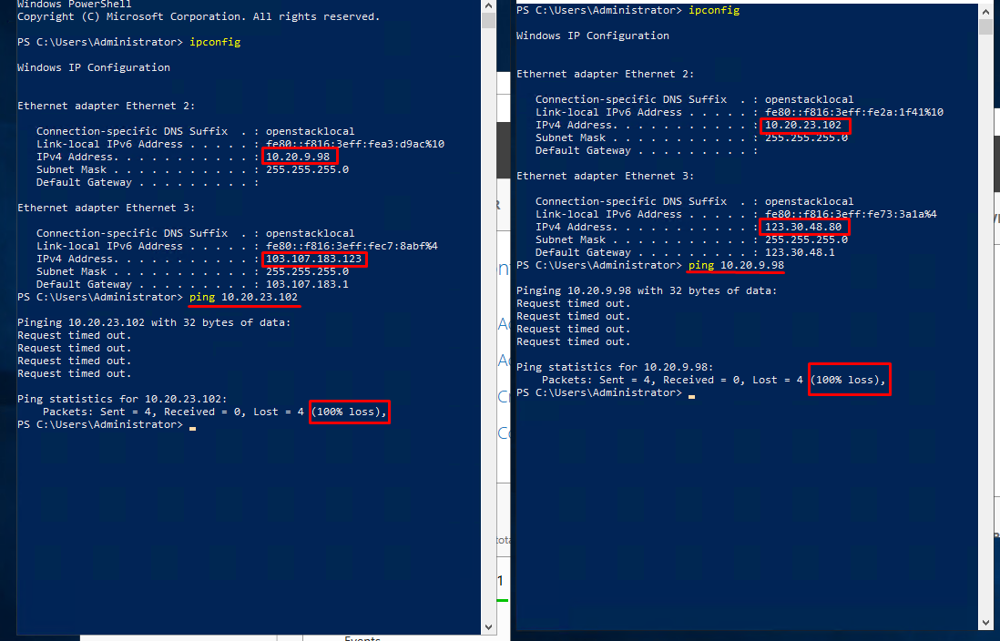 Windows PowerShell
Copyright (C) Microsoft Corporation. All rights reserved.
PS C:\Users\Administrator> ipconfig
Windows IP Configuration
Ethernet adapter Ethernet 2:
Connection-specific DNS Suffix . : openstacklocal
Link-local IPv6 Address . . . . . : fe80::f816:3eff:fea3:d9ac%10
IPv4 Address. . . . . . . . . . . : 10.20.9.98
Subnet Mask . . . . . . . . . . . : 255.255.255.0
Default Gateway . . . . . . . . . :
Ethernet adapter Ethernet 3:
Connection-specific DNS Suffix . : openstacklocal
Link-local IPv6 Address . . . . . : fe80::f816:3eff:fec7:8abf%4
IPv4 Address. . . . . . . . . . . : 103.107.183.123
Subnet Mask . . . . . . . . . . . : 255.255.255.0
Default Gateway . . . . . . . . . : 103.107.183.1
PS C:\Users\Administrator> ping 10.20.23.102
Pinging 10.20.23.102 with 32 bytes of data:
Request timed out.
Request timed out.
Request timed out.
Request timed out.
Ping statistics for 10.20.23.102:
Packets: Sent = 4, Received = 0, Lost = 4 (100% loss),
PS C:\Users\Administrator>
PS C:\Users\Administrator> ipconfig
Windows IP Configuration
Ethernet adapter Ethernet 2:
Connection-specific DNS Suffix . : openstacklocal
Link-local IPv6 Address . . . . . : fe80::f816:3eff:fe2a:1f41%10
IPv4 Address. . . . . . . . . . . : 10.20.23.102
Subnet Mask . . . . . . . . . . . : 255.255.255.0
Default Gateway . . . . . . . . . :
Ethernet adapter Ethernet 3:
Connection-specific DNS Suffix . : openstacklocal
Link-local IPv6 Address . . . . . : fe80::f816:3eff:fe73:3a1a%4
IPv4 Address. . . . . . . . . . . : 123.30.48.80
Subnet Mask . . . . . . . . . . . : 255.255.255.0
Default Gateway . . . . . . . . . : 123.30.48.1
PS C:\Users\Administrator> ping 10.20.9.98
Pinging 10.20.9.98 with 32 bytes of data:
Request timed out.
Request timed out.
Request timed out.
Request timed out.
Ping statistics for 10.20.9.98:
Packets: Sent = 4, Received = 0, Lost = 4 (100% loss),
PS C:\Users\Administrator>
1
Events